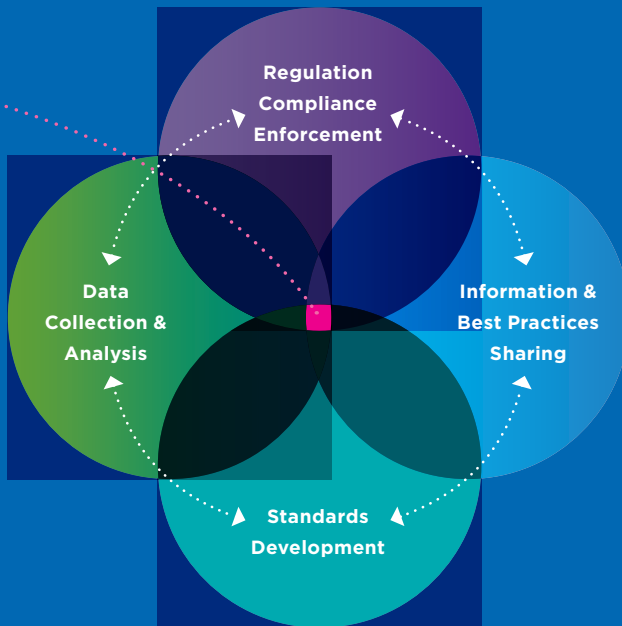 Regulation
Compliance
Enforcement
Data
Collection &
Analysis
Information &
Best Practices
Sharing
Standards
Development